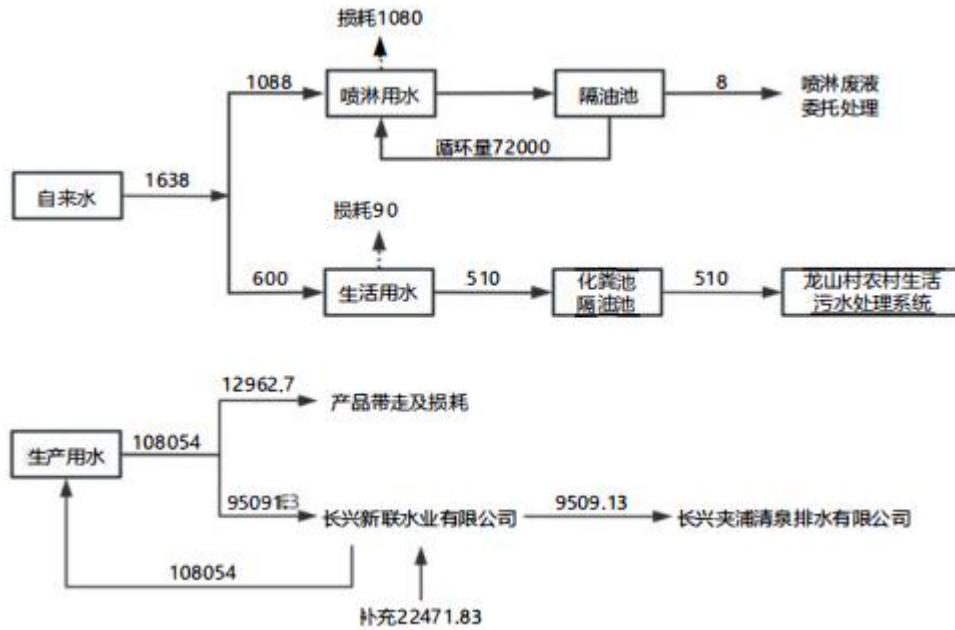 损耗1080
1088
喷淋用水
隔油池
8
喷淋废液
委托处理
循环量72000
自来水
1638
损耗90
600
生活用水
510
化粪池
隔油池
510
龙山村农村生活
污水处理系统
12962.7
产品带走及损耗
生产用水
108054
长兴新联水业有限公司
9509.13
长兴夹浦清泉排水有限公司
108054
补充22471.83